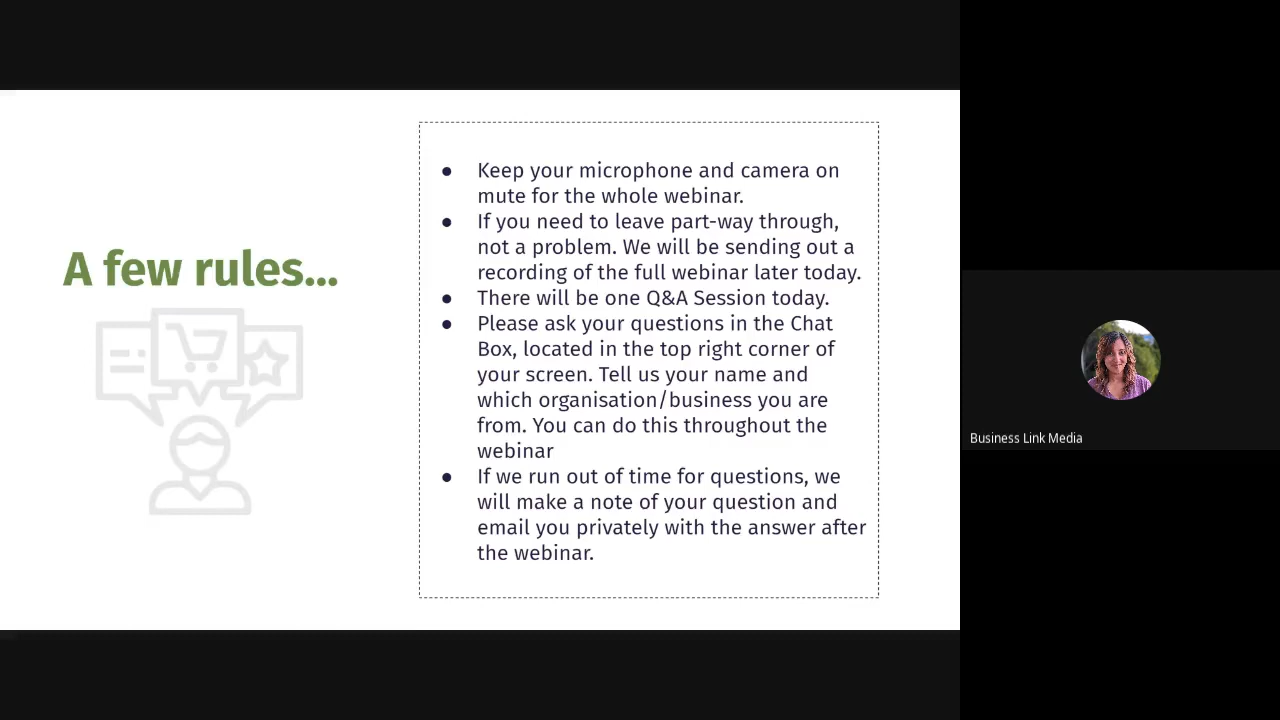 A few rules...
● Keep your microphone and camera on
mute for the whole webinar.
● If you need to leave part-way through,
not a problem. We will be sending out a
recording of the full webinar later today.
● There will be one Q&A Session today.
● Please ask your questions in the Chat
Box, located in the top right corner of
your screen. Tell us your name and
which organisation/business you are
from. You can do this throughout the
webinar
● If we run out of time for questions, we
will make a note of your question and
email you privately with the answer after
the webinar.
Business Link Media